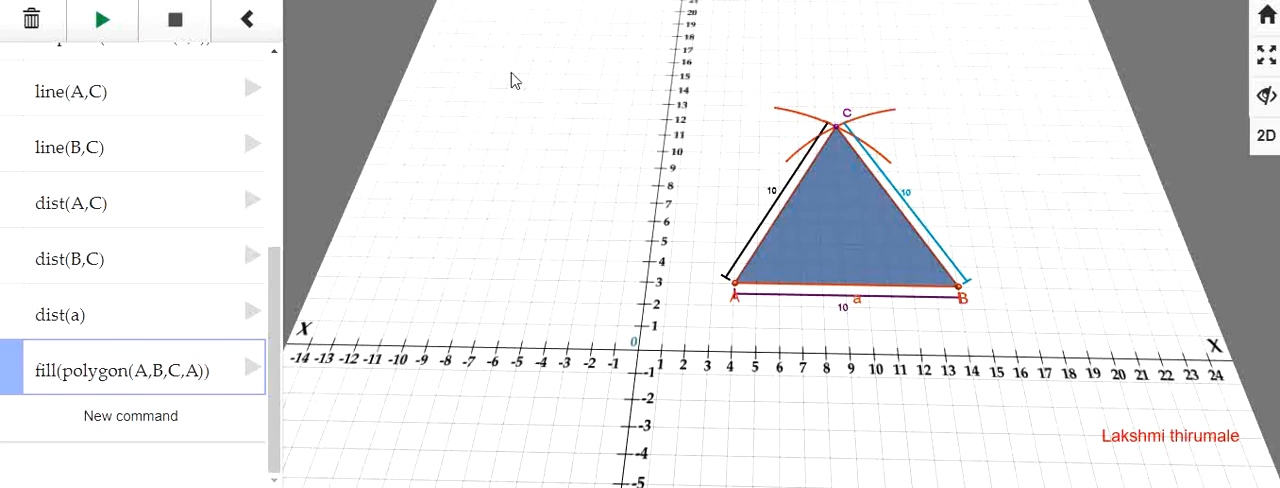 line(A,C)
line(B,C)
dist(A,C)
dist(B,C)
dist(a)
fill(polygon(A,B,C,A))
New command
2D
20
19
18
17
16
15
14
13
12
11
10
9
8
7
6
5
4
3
2
1
0
-1
-2
-3
-4
-5
C
10
10
A
a
B
10
X
X
-14 -13 -12 -11 -10 -9 -8 -7 -6 -5 -4 -3 -2 -1 1 2 3 4 5 6 7 8 9 10 11 12 13 14 15 16 17 18 19 20 21 22 23 24
Lakshmi thirumale